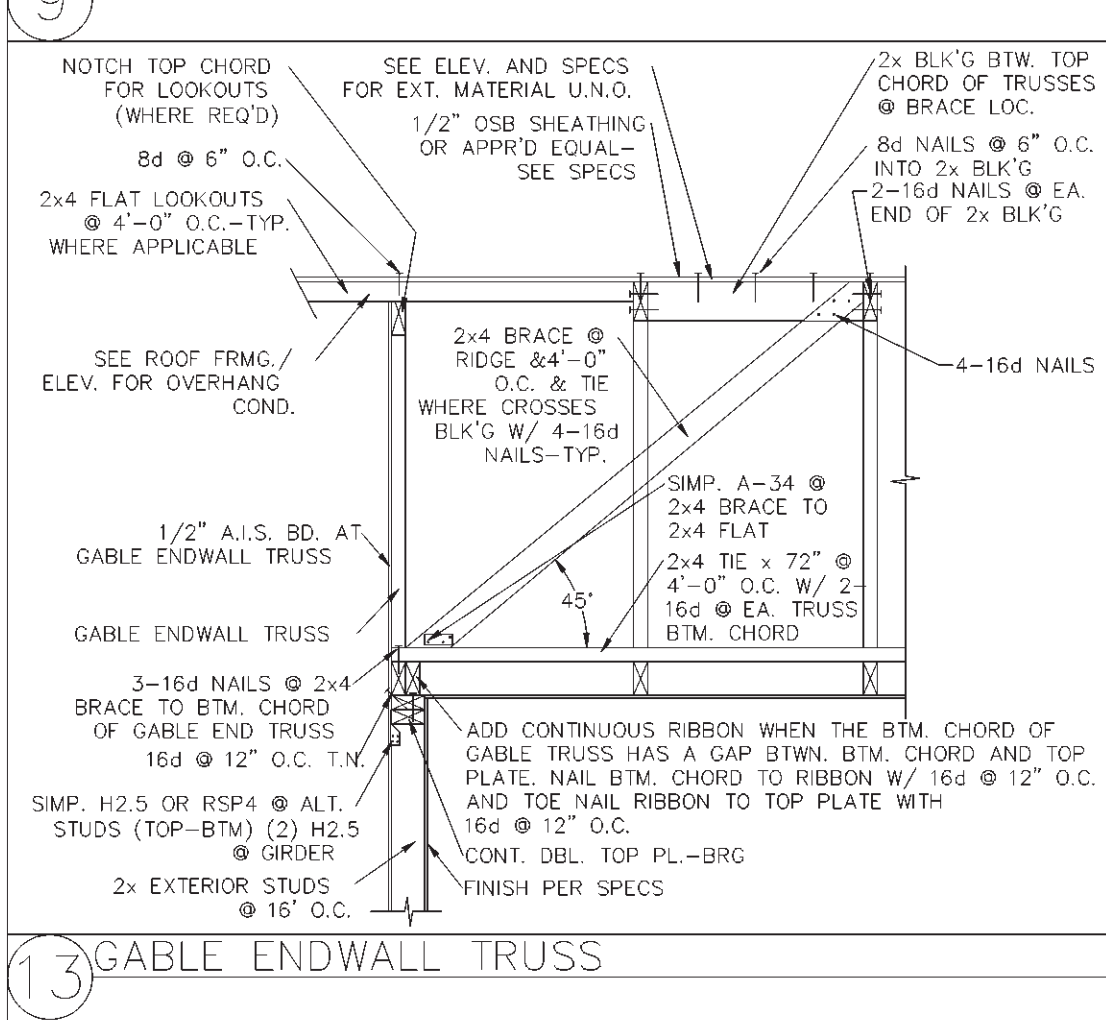 9
NOTCH TOP CHORD
FOR LOOKOUTS
(WHERE REQ'D)
8d @ 6" O.C.
2x4 FLAT LOOKOUTS
@ 4'-0" O.C.-TYP.
WHERE APPLICABLE
SEE ELEV. AND SPECS
FOR EXT. MATERIAL U.N.O.
1/2" OSB SHEATHING
OR APPR'D EQUAL-
SEE SPECS
2x BLK'G BTW. TOP
CHORD OF TRUSSES
@ BRACE LOC.
8d NAILS @ 6" O.C.
INTO 2x BLK'G
2-16d NAILS @ EA.
END OF 2x BLK'G
SEE ROOF FRMG./
ELEV. FOR OVERHANG
COND.
2x4 BRACE @
RIDGE &4'-0"
O.C. & TIE
WHERE CROSSES
BLK'G W/ 4-16d
NAILS-TYP.
4-16d NAILS
SIMP. A-34 @
2x4 BRACE TO
2x4 FLAT
2x4 TIE x 72" @
4'-0" O.C. W/ 2-
16d @ EA. TRUSS
BTM. CHORD
45°
1/2" A.I.S. BD. AT
GABLE ENDWALL TRUSS
GABLE ENDWALL TRUSS
3-16d NAILS @ 2x4
BRACE TO BTM. CHORD
OF GABLE END TRUSS
16d @ 12" O.C. T.N.
SIMP. H2.5 OR RSP4 @ ALT.
STUDS (TOP-BTM) (2) H2.5
@ GIRDER
2x EXTERIOR STUDS
@ 16' O.C.
ADD CONTINUOUS RIBBON WHEN THE BTM. CHORD OF
GABLE TRUSS HAS A GAP BTWN. BTM. CHORD AND TOP
PLATE. NAIL BTM. CHORD TO RIBBON W/ 16d @ 12" O.C.
AND TOE NAIL RIBBON TO TOP PLATE WITH
16d @ 12" O.C.
CONT. DBL. TOP PL.-BRG
FINISH PER SPECS
13 GABLE ENDWALL TRUSS